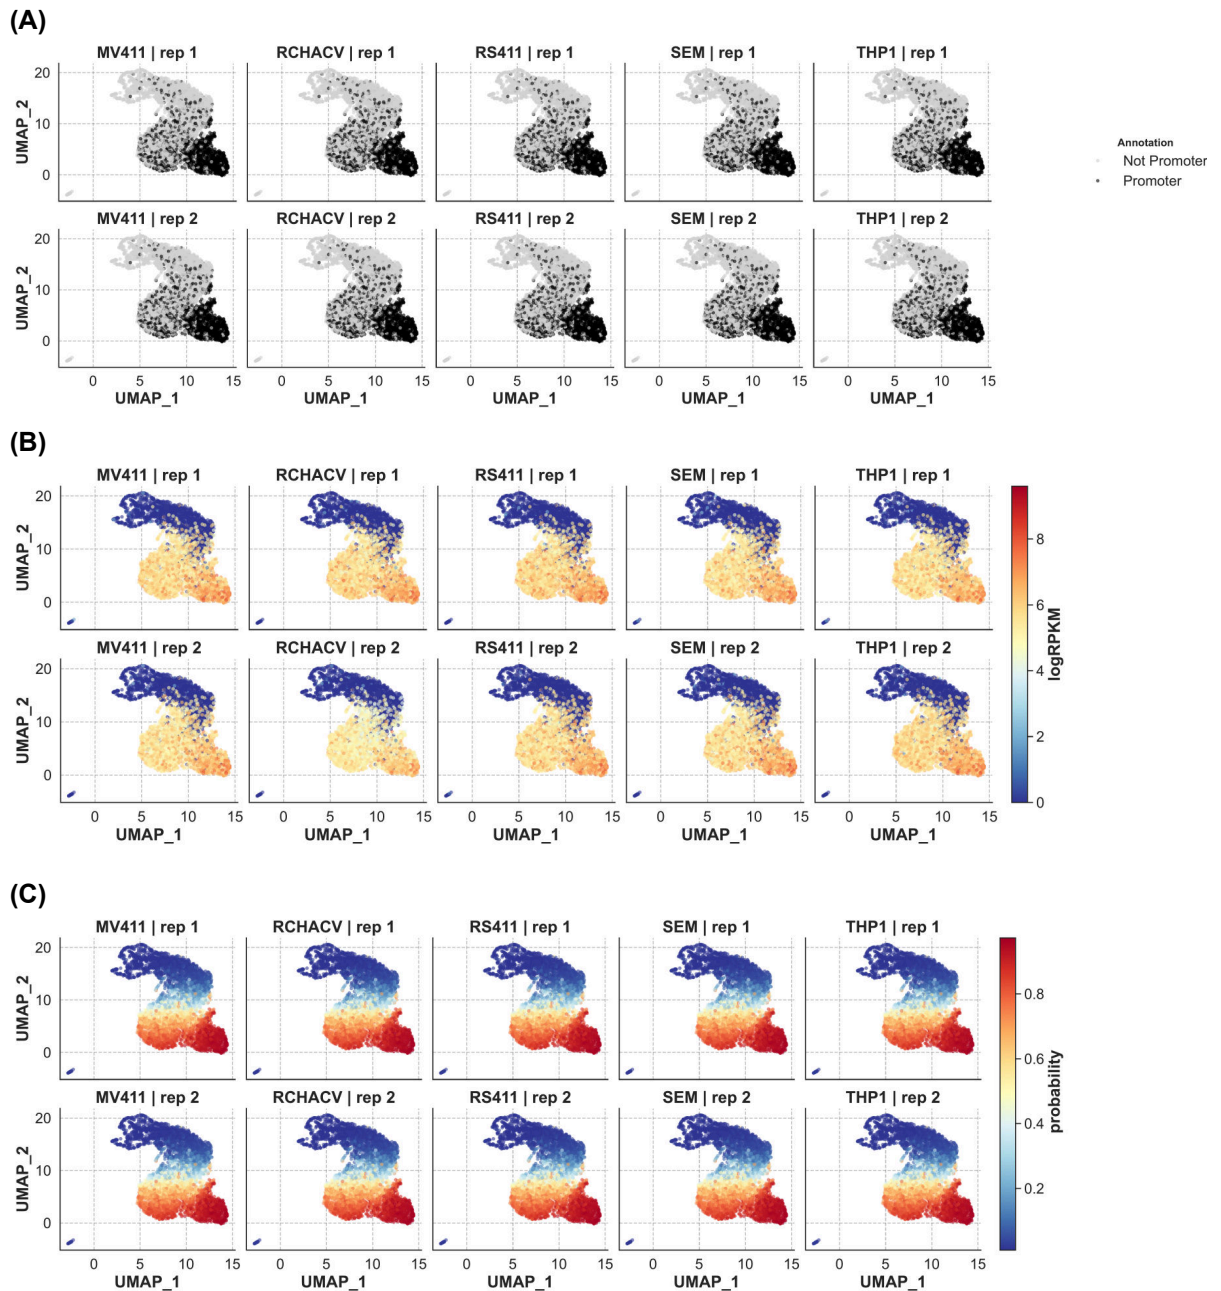 (A)
MV411 | rep 1 RCHACV | rep 1 RS411 | rep 1 SEM | rep 1 THP1 | rep 1
20
10
0
UMAP_2
Annotation
Not Promoter
Promoter
MV411 | rep 2 RCHACV | rep 2 RS411 | rep 2 SEM | rep 2 THP1 | rep 2
20
10
0
UMAP_2
0 5 10 15 0 5 10 15 0 5 10 15 0 5 10 15 0 5 10 15
UMAP_1 UMAP_1 UMAP_1 UMAP_1 UMAP_1
(B)
MV411 | rep 1 RCHACV | rep 1 RS411 | rep 1 SEM | rep 1 THP1 | rep 1
20
10
0
UMAP_2
MV411 | rep 2 RCHACV | rep 2 RS411 | rep 2 SEM | rep 2 THP1 | rep 2
20
10
0
UMAP_2
0 5 10 15 0 5 10 15 0 5 10 15 0 5 10 15 0 5 10 15
UMAP_1 UMAP_1 UMAP_1 UMAP_1 UMAP_1
8
6
4
2
0
logRPKM
(C)
MV411 | rep 1 RCHACV | rep 1 RS411 | rep 1 SEM | rep 1 THP1 | rep 1
20
10
0
UMAP_2
MV411 | rep 2 RCHACV | rep 2 RS411 | rep 2 SEM | rep 2 THP1 | rep 2
20
10
0
UMAP_2
0 5 10 15 0 5 10 15 0 5 10 15 0 5 10 15 0 5 10 15
UMAP_1 UMAP_1 UMAP_1 UMAP_1 UMAP_1
0.8
0.6
0.4
0.2
probability